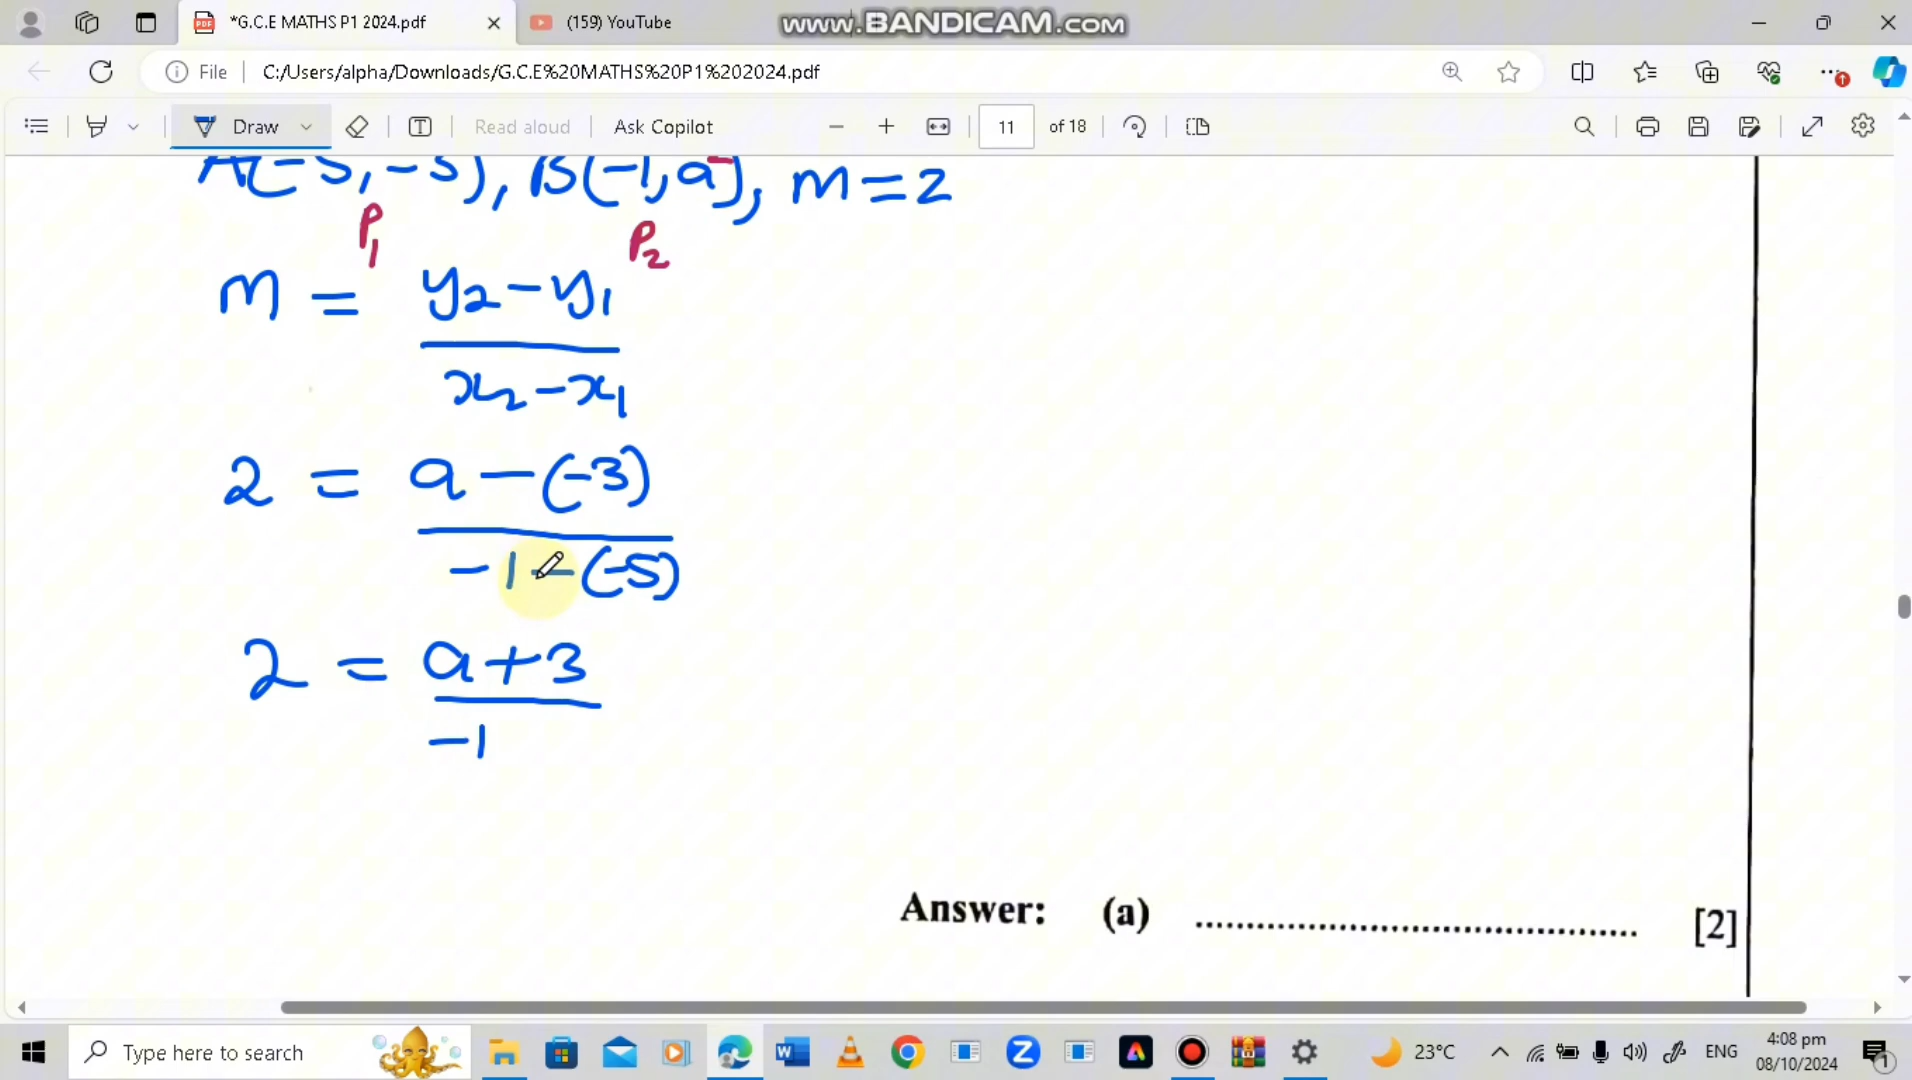 *G.C.E MATHS P1 2024.pdf
(159) YouTube
www.BANDICAM.com
File
C:/Users/alpha/Downloads/G.C.E%20MATHS%20P1%202024.pdf
Draw
Read aloud
Ask Copilot
11
of 18
A(-5,-3), B(-1,a), m=2
P1
P2
m = y2-y1
x2-x1
2 = a-(-3)
-1-(-5)
2 = a+3
-1
Answer: (a) ........................................ [2]
Type here to search
23°C
ENG
4:08 pm
08/10/2024
1